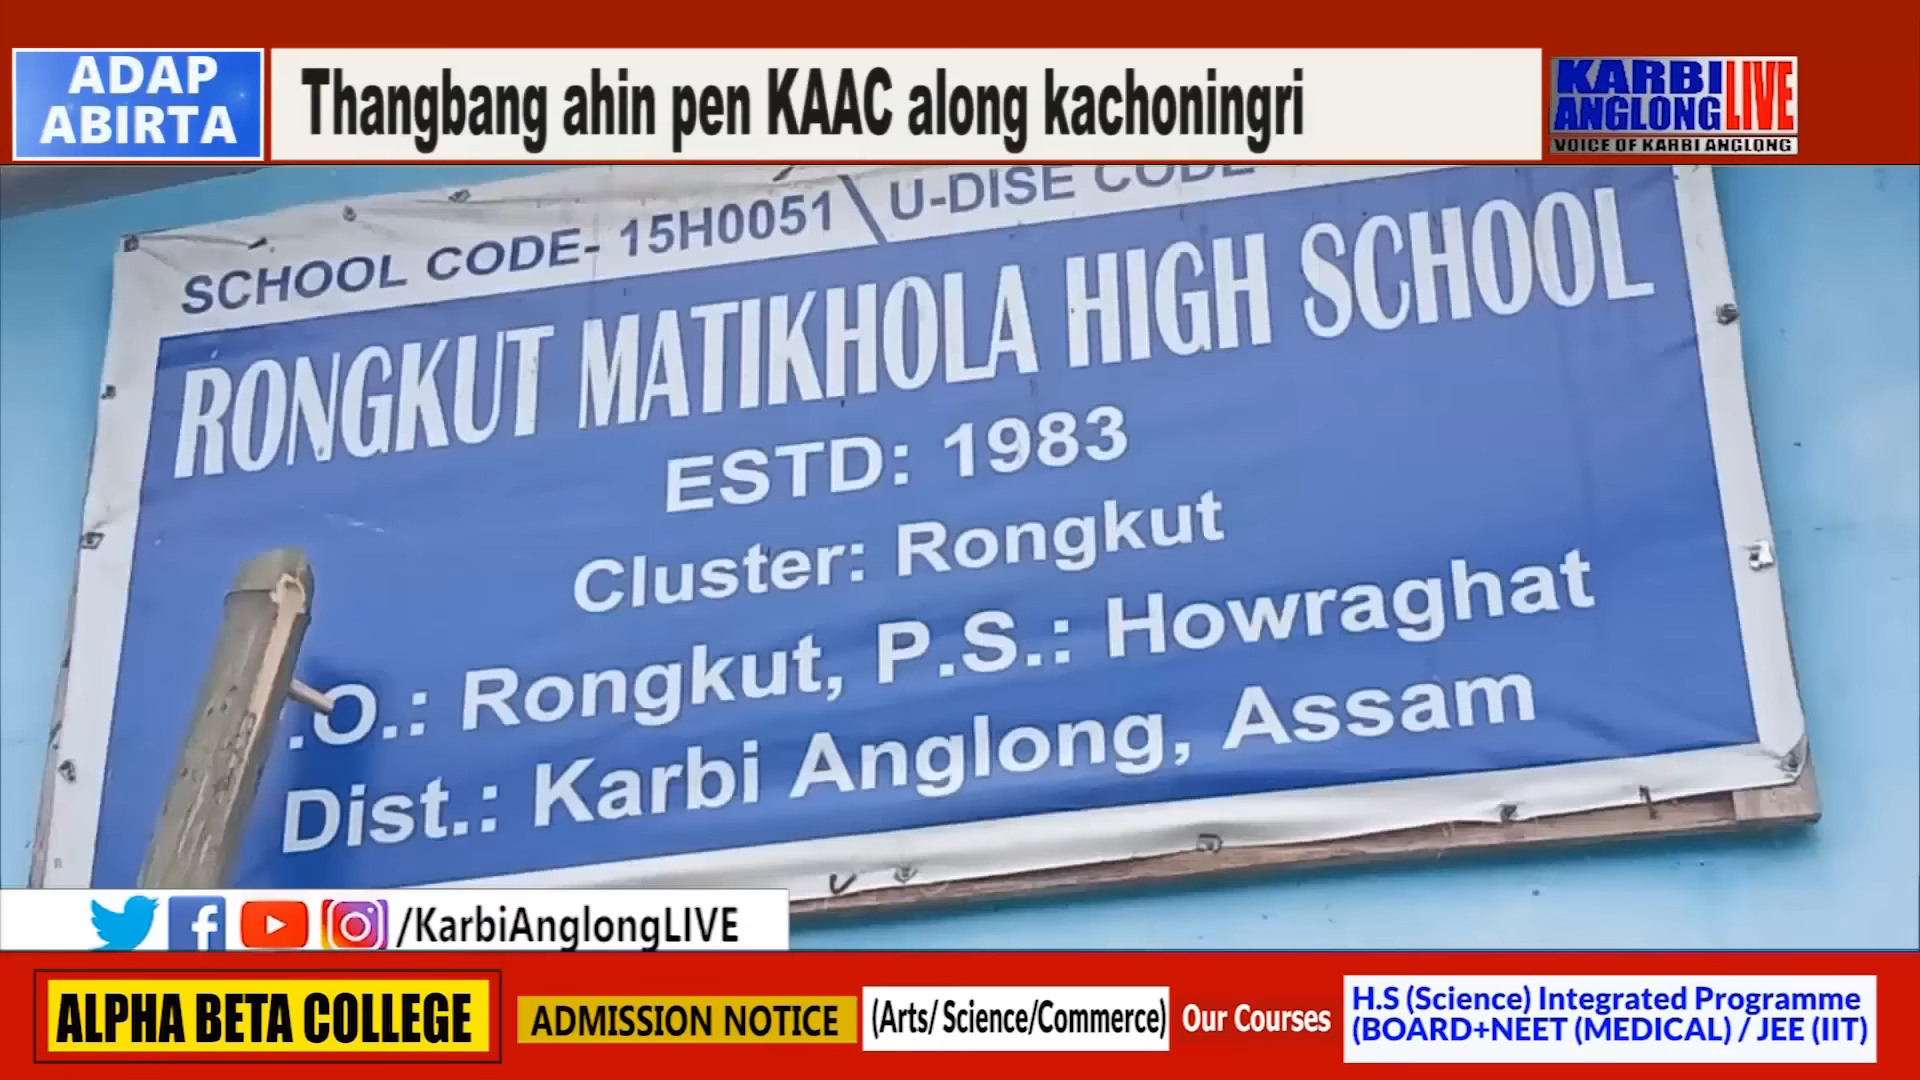 ADAP
ABIRTA
Thangbang ahin pen KAAC along kachoningri
KARBI
ANGLONG LIVE
VOICE OF KARBI ANGLONG
SCHOOL CODE- 15H0051 \ U-DISE CODE
RONGKUT MATIKHOLA HIGH SCHOOL
ESTD: 1983
Cluster: Rongkut
.O.: Rongkut, P.S.: Howraghat
Dist.: Karbi Anglong, Assam
/KarbiAnglongLIVE
ALPHA BETA COLLEGE
ADMISSION NOTICE
(Arts/ Science/Commerce)
Our Courses
H.S (Science) Integrated Programme
(BOARD+NEET (MEDICAL) / JEE (IIT)